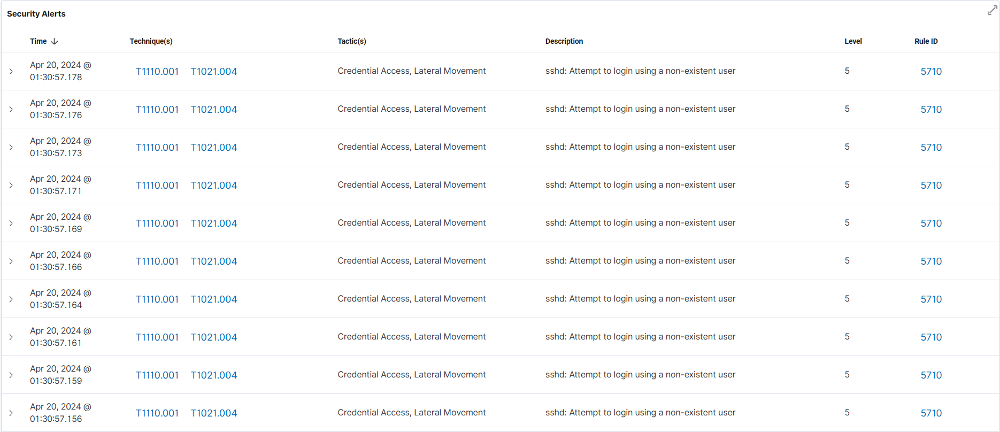 Security Alerts
Time Technique(s) Tactic(s) Description Level Rule ID
Apr 20, 2024 @
01:30:57.178 T1110.001 T1021.004 Credential Access, Lateral Movement sshd: Attempt to login using a non-existent user 5 5710
Apr 20, 2024 @
01:30:57.176 T1110.001 T1021.004 Credential Access, Lateral Movement sshd: Attempt to login using a non-existent user 5 5710
Apr 20, 2024 @
01:30:57.173 T1110.001 T1021.004 Credential Access, Lateral Movement sshd: Attempt to login using a non-existent user 5 5710
Apr 20, 2024 @
01:30:57.171 T1110.001 T1021.004 Credential Access, Lateral Movement sshd: Attempt to login using a non-existent user 5 5710
Apr 20, 2024 @
01:30:57.169 T1110.001 T1021.004 Credential Access, Lateral Movement sshd: Attempt to login using a non-existent user 5 5710
Apr 20, 2024 @
01:30:57.166 T1110.001 T1021.004 Credential Access, Lateral Movement sshd: Attempt to login using a non-existent user 5 5710
Apr 20, 2024 @
01:30:57.164 T1110.001 T1021.004 Credential Access, Lateral Movement sshd: Attempt to login using a non-existent user 5 5710
Apr 20, 2024 @
01:30:57.161 T1110.001 T1021.004 Credential Access, Lateral Movement sshd: Attempt to login using a non-existent user 5 5710
Apr 20, 2024 @
01:30:57.159 T1110.001 T1021.004 Credential Access, Lateral Movement sshd: Attempt to login using a non-existent user 5 5710
Apr 20, 2024 @
01:30:57.156 T1110.001 T1021.004 Credential Access, Lateral Movement sshd: Attempt to login using a non-existent user 5 5710